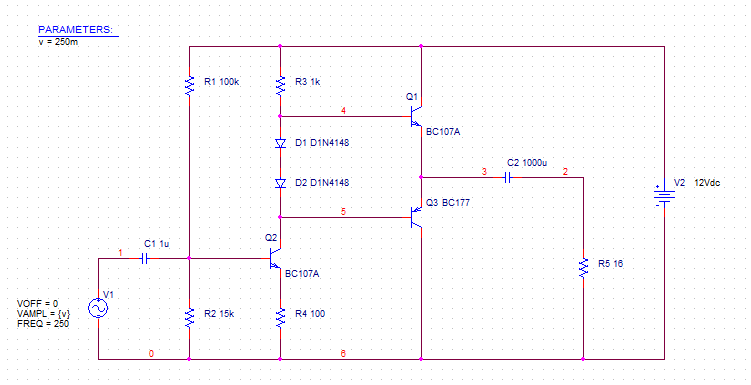 PARAMETERS:
v = 250m
R1 100k
R3 1k
Q1
4
BC107A
D1 D1N4148
D2 D1N4148
3
C2 1000u
2
V2 12Vdc
Q3 BC177
5
Q2
1
C1 1u
BC107A
R5 16
V1
VOFF = 0
VAMPL = {v}
FREQ = 250
R2 15k
R4 100
0
6